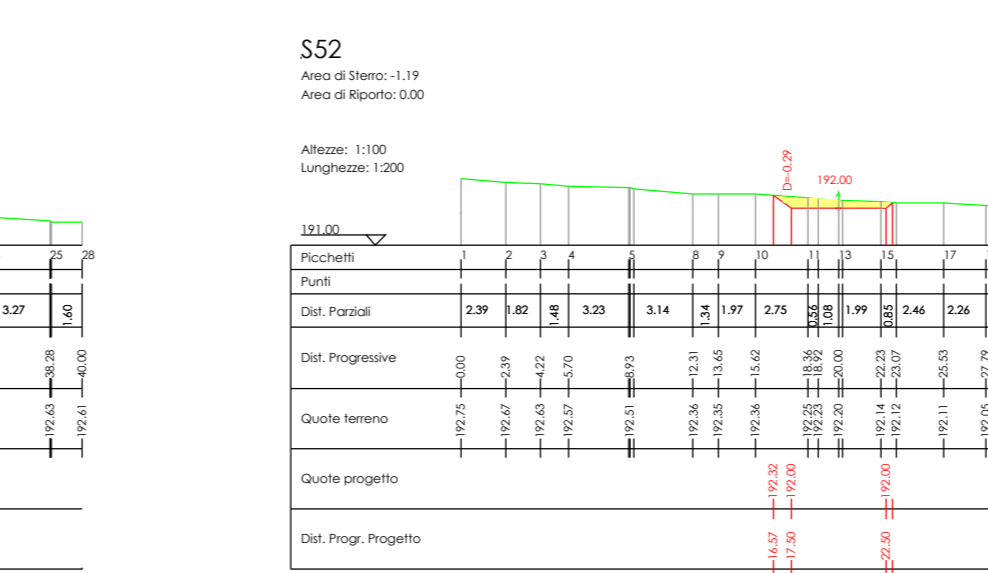 S52
Area di Sterro: -1.19
Area di Riporto: 0.00
Altezze: 1:100
Lunghezze: 1:200
D=-0.29
192.00
191.00
25 28
Picchetti 1 2 3 4 5 8 9 10 11 13 15 17
Punti
3.27 1.60
Dist. Parziali 2.39 1.82 1.48 3.23 3.14 1.34 1.97 2.75 0.56 1.08 1.99 0.85 2.46 2.26
38.28 40.00
Dist. Progressive 0.00 2.39 4.22 5.70 8.93 12.31 13.65 15.62 18.36 18.92 20.00 22.23 23.07 25.53 27.79
192.63 192.61
Quote terreno 192.75 192.67 192.63 192.57 192.51 192.36 192.35 192.36 192.25 192.23 192.20 192.14 192.12 192.11 192.05
Quote progetto 192.32 192.00 192.00
Dist. Progr. Progetto 16.57 17.50 22.50